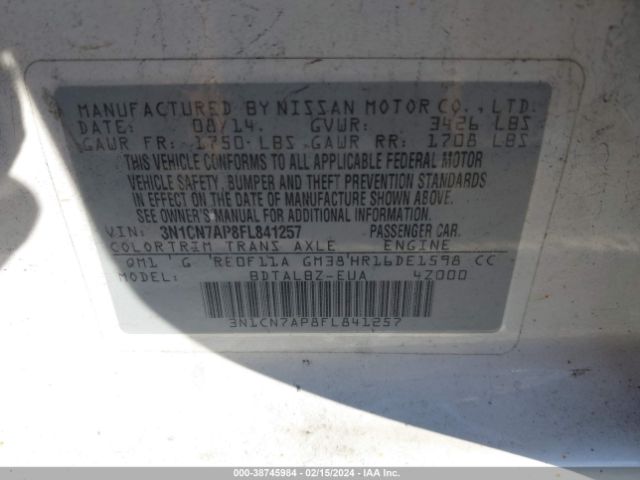 MANUFACTURED BY NISSAN MOTOR CO., LTD.
DATE: 08/14. GVWR: 3426 LBS
GAWR FR: 1750 LBS GAWR RR: 1708 LBS
THIS VEHICLE CONFORMS TO ALL APPLICABLE FEDERAL MOTOR
VEHICLE SAFETY, BUMPER AND THEFT PREVENTION STANDARDS
IN EFFECT ON THE DATE OF MANUFACTURE SHOWN ABOVE.
SEE OWNER'S MANUAL FOR ADDITIONAL INFORMATION.
VIN: 3N1CN7AP8FL841257 PASSENGER CAR.
COLOR TRIM TRANS AXLE ENGINE
QM1 G RE0F11A GM38 HR16DE1598 CC
MODEL: BDTALBZ-EUA 4Z000
3N1CN7AP8FL841257
000-38745984 - 02/15/2024 - IAA Inc.